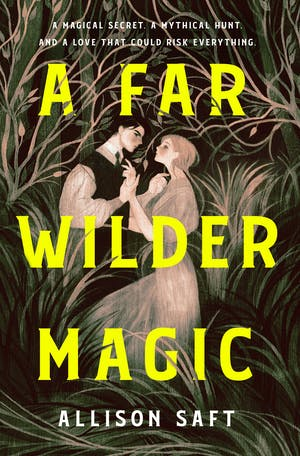 A MAGICAL SECRET. A MYTHICAL HUNT.
AND A LOVE THAT COULD RISK EVERYTHING.
A FAR
WILDER
MAGIC
ALLISON SAFT